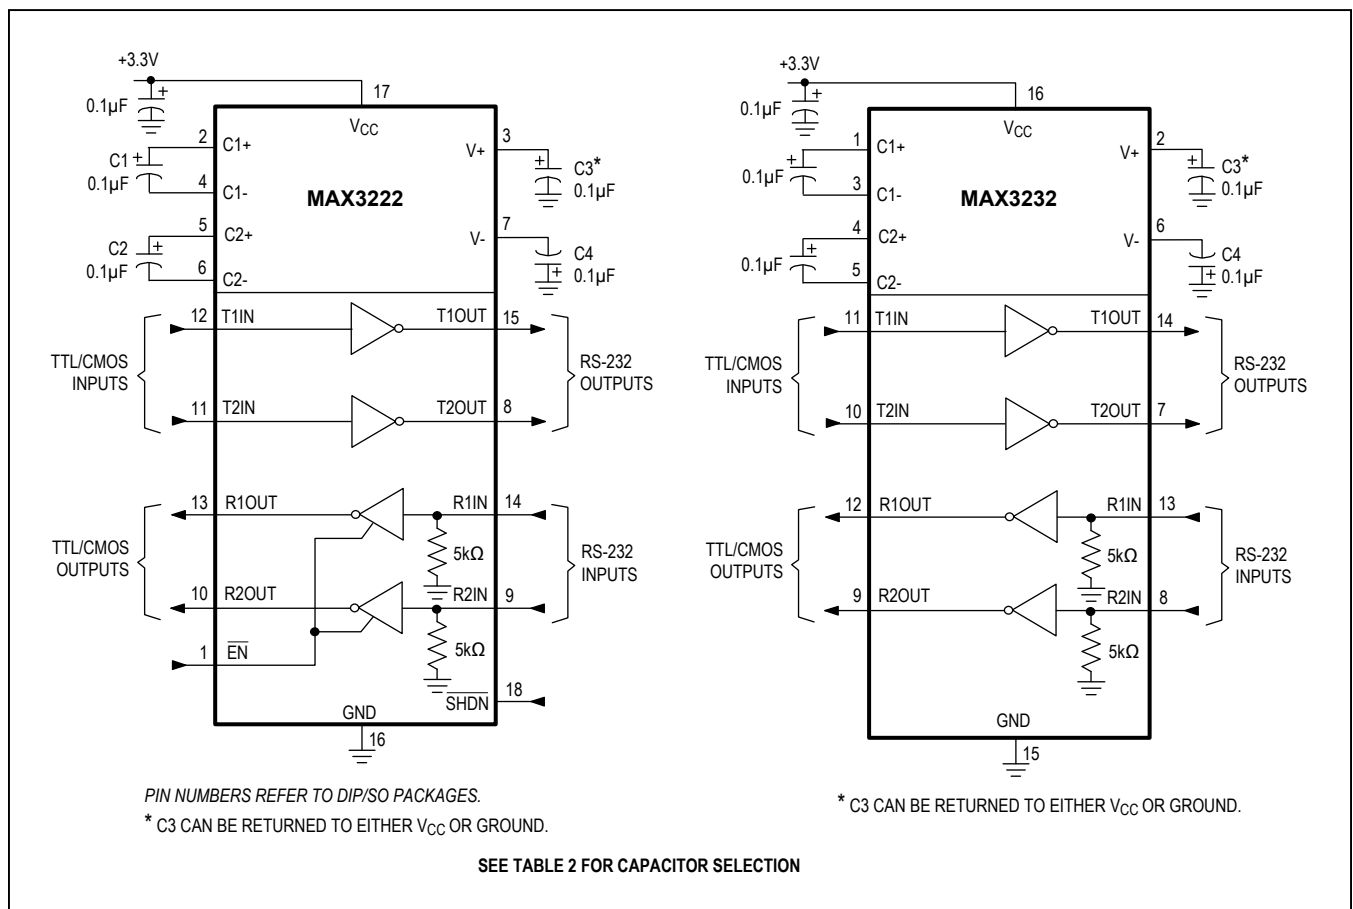 +3.3V
0.1µF
+
17
VCC
2
C1+
C1
+
0.1µF
4
C1-
MAX3222
5
C2+
C2
+
0.1µF
6
C2-
3
V+
+
C3*
0.1µF
7
V-
C4
+
0.1µF
12
T1IN
T1OUT
15
TTL/CMOS
INPUTS
RS-232
OUTPUTS
11
T2IN
T2OUT
8
13
R1OUT
R1IN
14
TTL/CMOS
OUTPUTS
5kΩ
RS-232
INPUTS
10
R2OUT
R2IN
9
1
EN
5kΩ
SHDN
18
GND
16
PIN NUMBERS REFER TO DIP/SO PACKAGES.
* C3 CAN BE RETURNED TO EITHER VCC OR GROUND.
+3.3V
0.1µF
+
16
VCC
1
C1+
+
0.1µF
3
C1-
MAX3232
4
C2+
+
0.1µF
5
C2-
2
V+
+
C3*
0.1µF
6
V-
C4
+
0.1µF
11
T1IN
T1OUT
14
TTL/CMOS
INPUTS
RS-232
OUTPUTS
10
T2IN
T2OUT
7
12
R1OUT
R1IN
13
TTL/CMOS
OUTPUTS
5kΩ
RS-232
INPUTS
9
R2OUT
R2IN
8
5kΩ
GND
15
* C3 CAN BE RETURNED TO EITHER VCC OR GROUND.
SEE TABLE 2 FOR CAPACITOR SELECTION